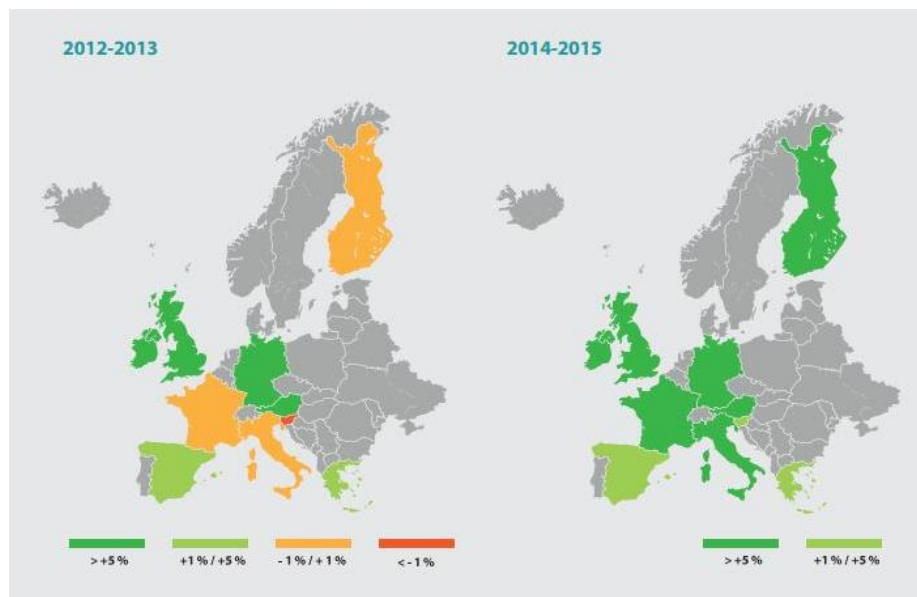 2012-2013
2014-2015
> +5 %
+1 % / +5 %
- 1 % / + 1 %
< - 1 %
> +5 %
+1 % / +5 %